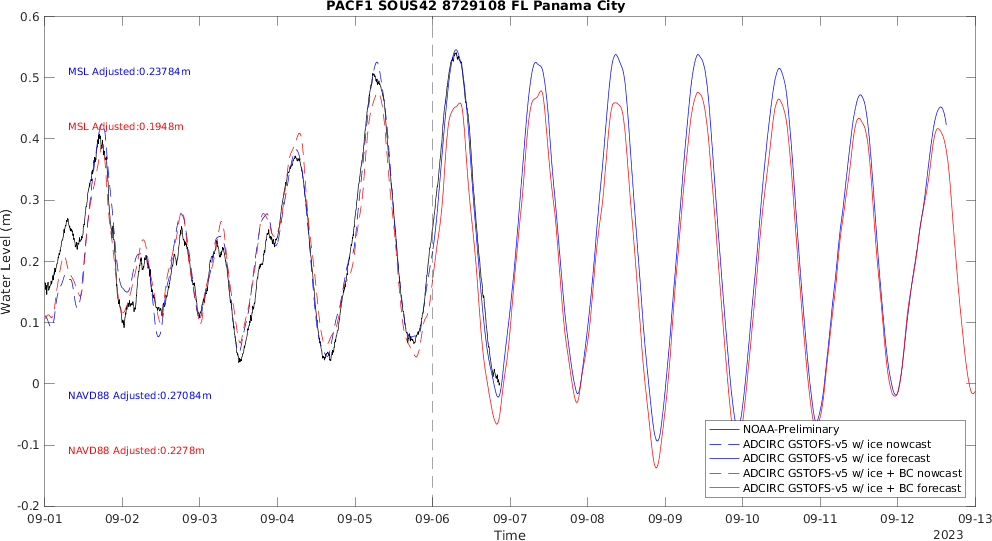 PACF1 SOUS42 8729108 FL Panama City
0.6
0.5
0.4
0.3
0.2
0.1
0
-0.1
-0.2
Water Level (m)
MSL Adjusted:0.23784m
MSL Adjusted:0.1948m
NAVD88 Adjusted:0.27084m
NAVD88 Adjusted:0.2278m
NOAA-Preliminary
ADCIRC GSTOFS-v5 w/ ice nowcast
ADCIRC GSTOFS-v5 w/ ice forecast
ADCIRC GSTOFS-v5 w/ ice + BC nowcast
ADCIRC GSTOFS-v5 w/ ice + BC forecast
09-01 09-02 09-03 09-04 09-05 09-06 09-07 09-08 09-09 09-10 09-11 09-12 09-13
Time
2023